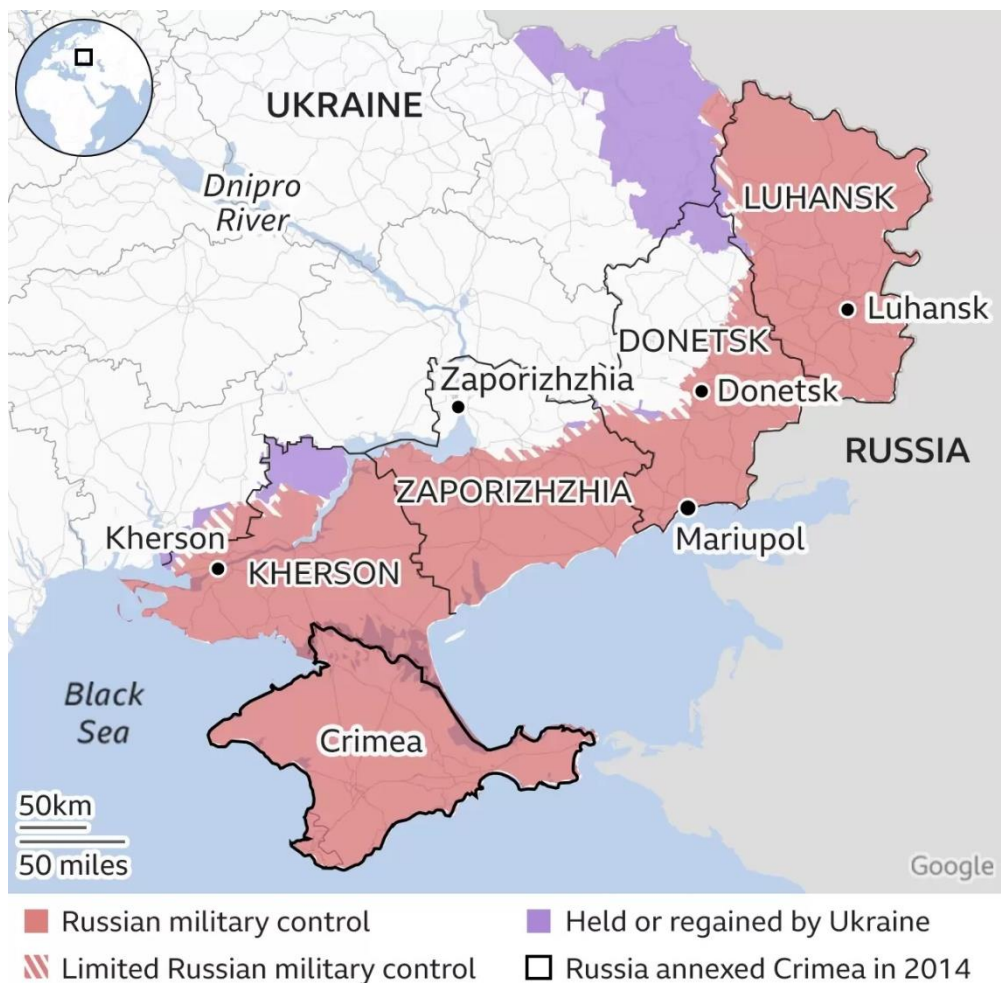 UKRAINE
Dnipro
River
LUHANSK
Luhansk
DONETSK
Zaporizhzhia
Donetsk
RUSSIA
ZAPORIZHZHIA
Mariupol
Kherson
KHERSON
Black
Sea
Crimea
50km
50 miles
Google
Russian military control
Held or regained by Ukraine
Limited Russian military control
Russia annexed Crimea in 2014